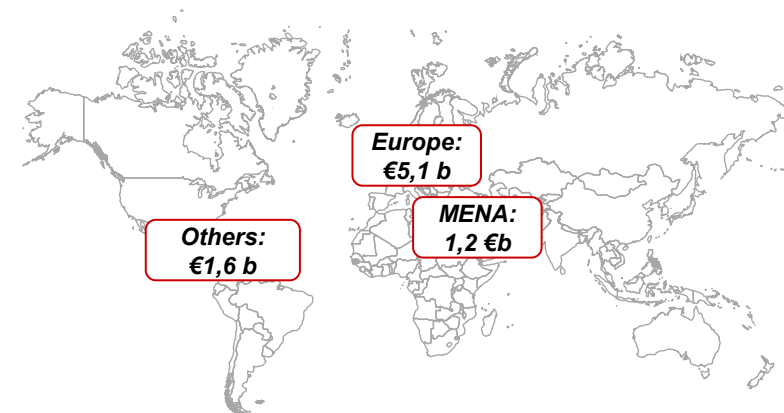 Europe:
€5,1 b
MENA:
1,2 €b
Others:
€1,6 b